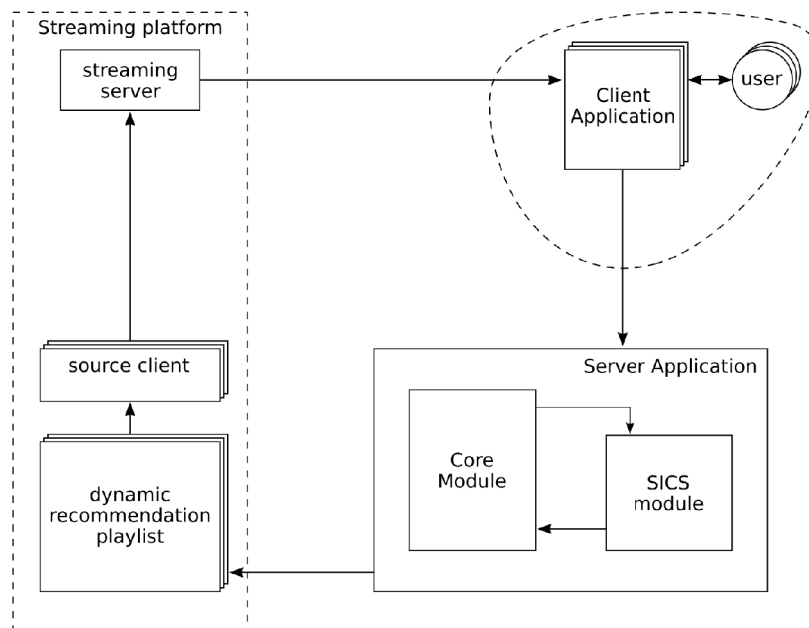 Streaming platform
streaming
server
Client
Application
user
source client
Server Application
Core
Module
SICS
module
dynamic
recommendation
playlist